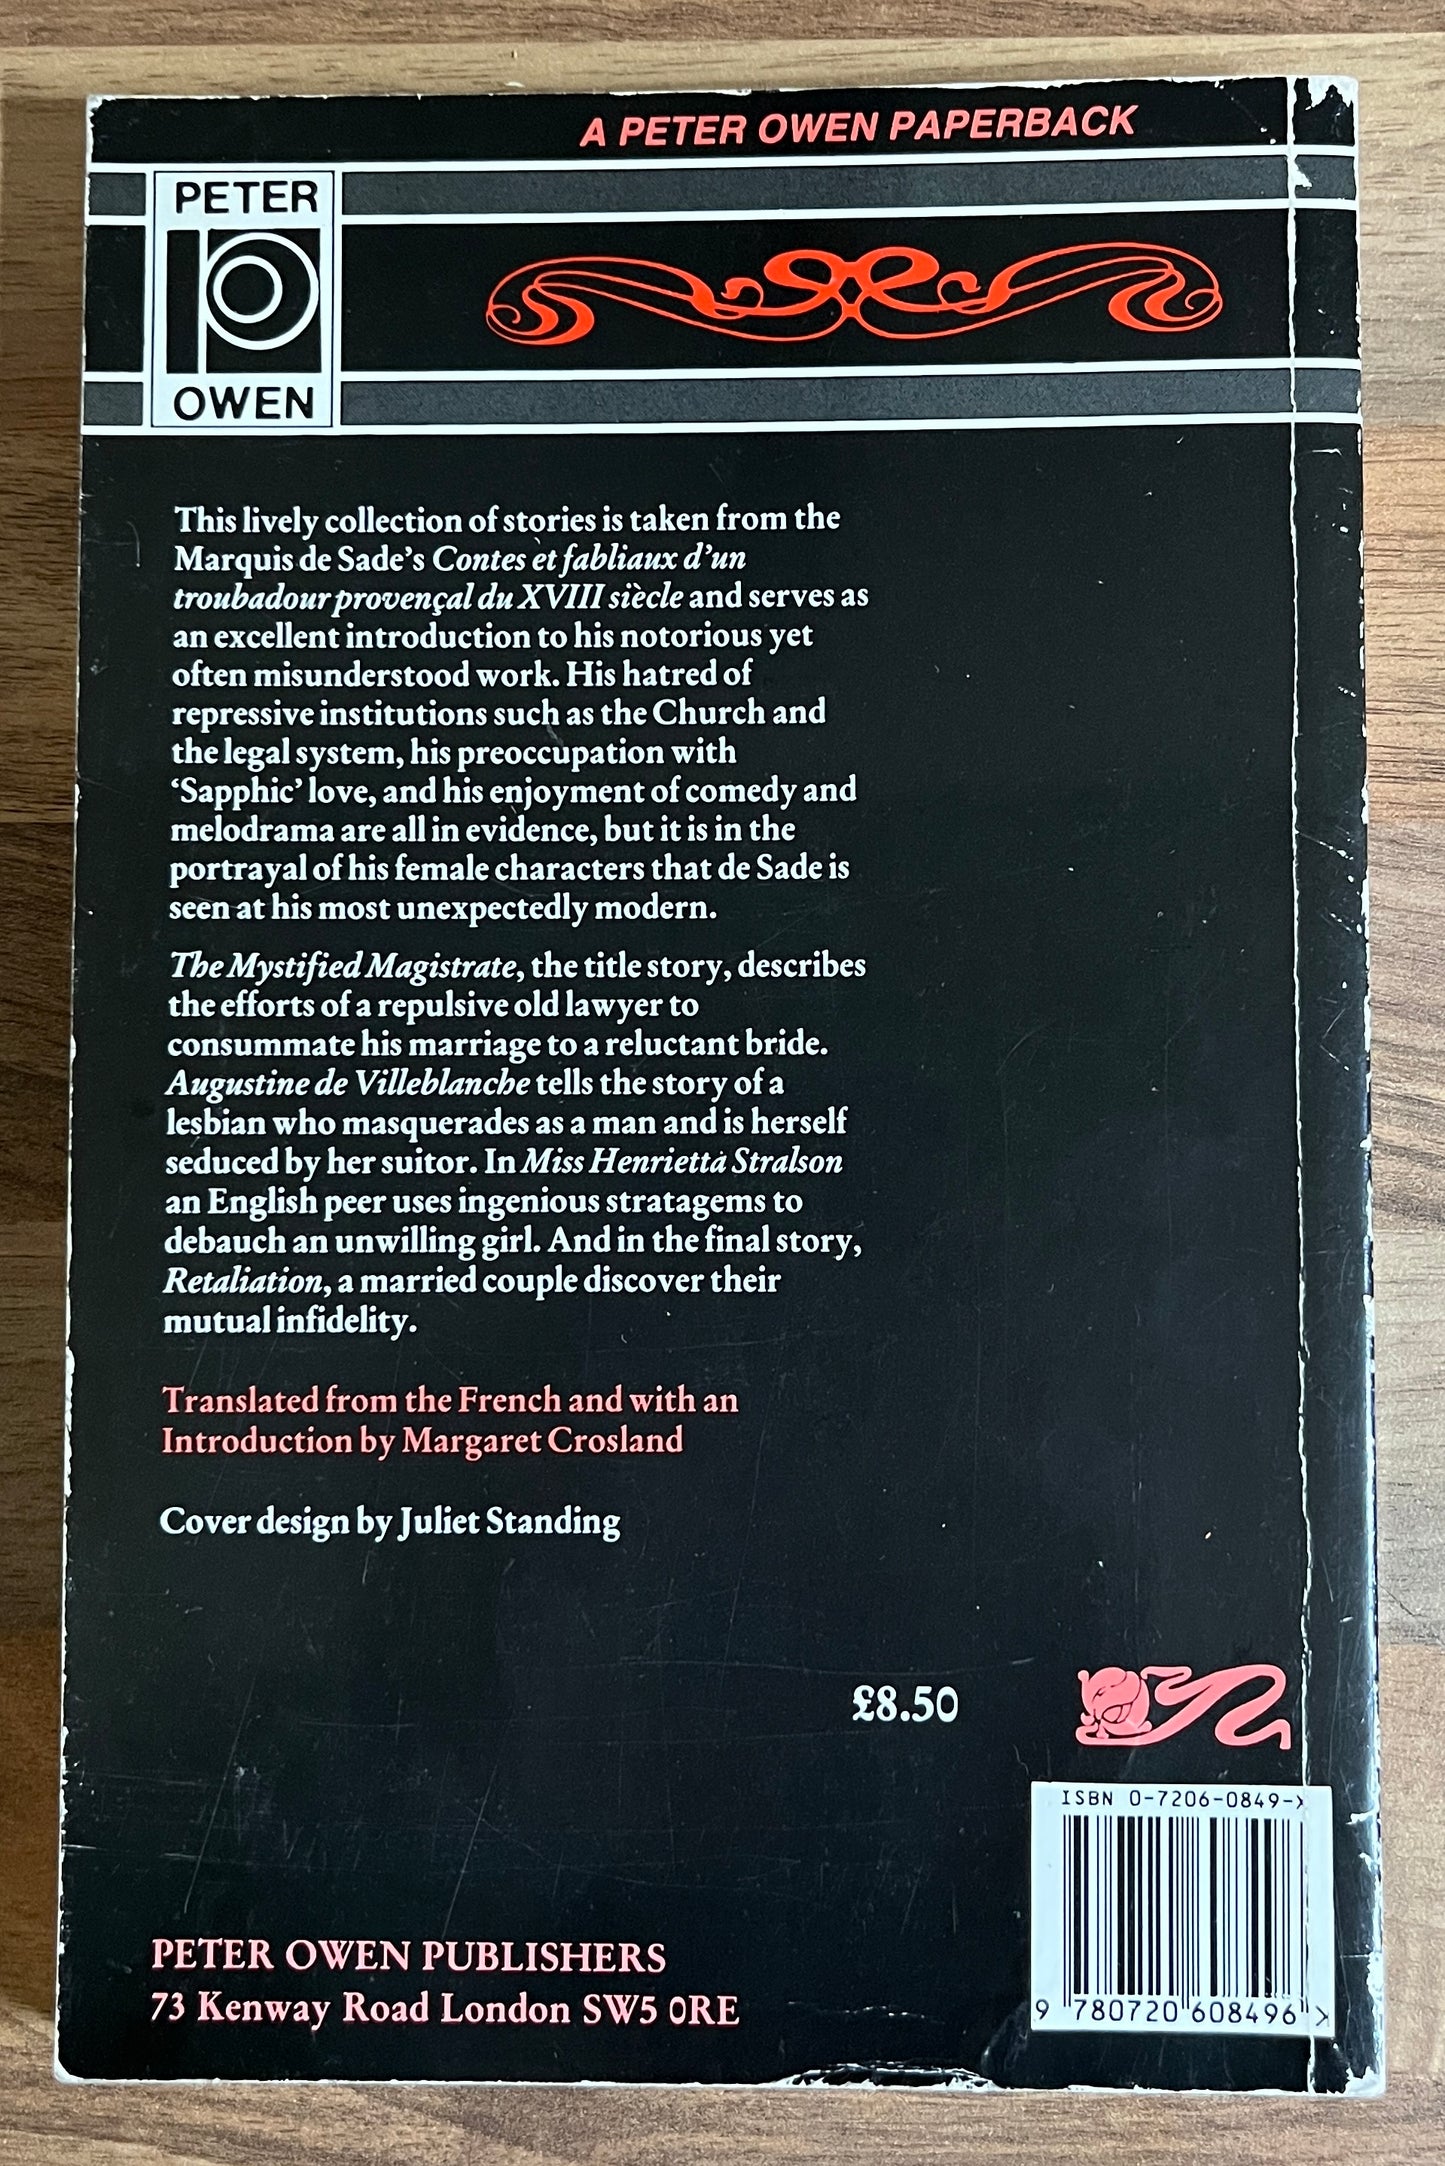 A PETER OWEN PAPERBACK
PETER
OWEN
This lively collection of stories is taken from the
Marquis de Sade's Contes et fabliaux d'un
troubadour provençal du XVIII siècle and serves as
an excellent introduction to his notorious yet
often misunderstood work. His hatred of
repressive institutions such as the Church and
the legal system, his preoccupation with
‘Sapphic’ love, and his enjoyment of comedy and
melodrama are all in evidence, but it is in the
portrayal of his female characters that de Sade is
seen at his most unexpectedly modern.
The Mystified Magistrate, the title story, describes
the efforts of a repulsive old lawyer to
consummate his marriage to a reluctant bride.
Augustine de Villeblanche tells the story of a
lesbian who masquerades as a man and is herself
seduced by her suitor. In Miss Henrietta Stralson
an English peer uses ingenious stratagems to
debauch an unwilling girl. And in the final story,
Retaliation, a married couple discover their
mutual infidelity.
Translated from the French and with an
Introduction by Margaret Crosland
Cover design by Juliet Standing
£8.50
ISBN 0-7206-0849-X
9 780720 608496 >
PETER OWEN PUBLISHERS
73 Kenway Road London SW5 0RE